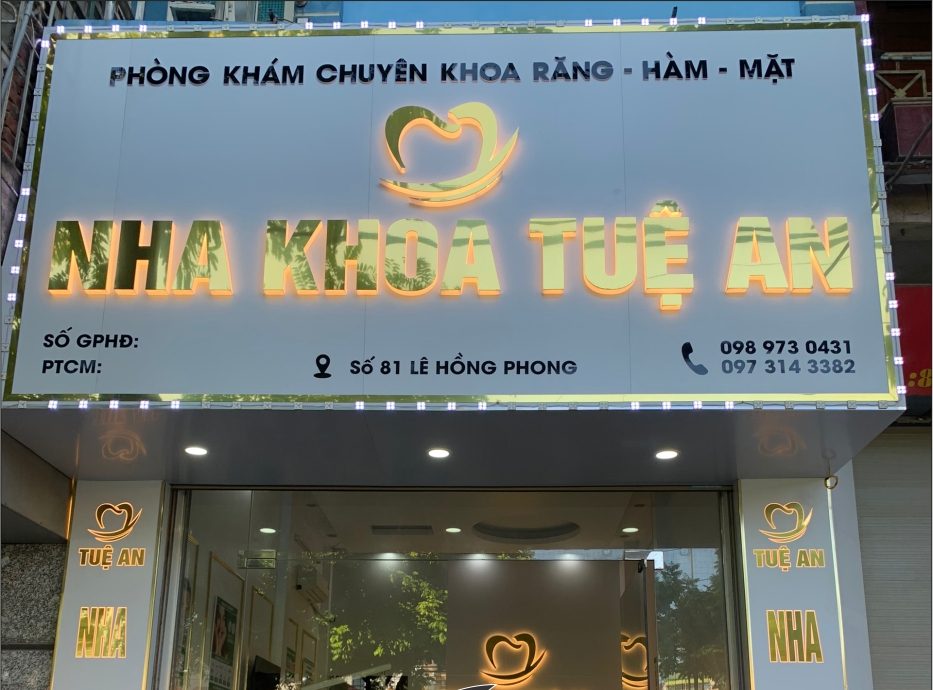 PHÒNG KHÁM CHUYÊN KHOA RĂNG - HÀM - MẶT
NHA KHOA TUỆ AN
SỐ GPHĐ:
PTCM:
Số 81 LÊ HỒNG PHONG
098 973 0431
097 314 3382
:8
TUỆ AN
NHA
TUỆ AN
NHA